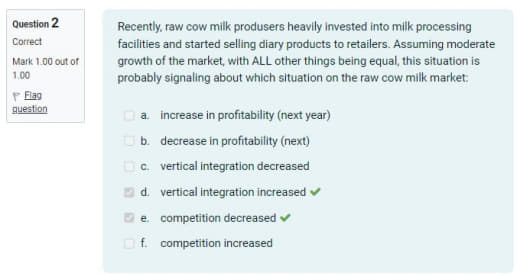 Question 2
Correct
Mark 1.00 out of
1.00
Flag
question
Recently, raw cow milk produsers heavily invested into milk processing
facilities and started selling diary products to retailers. Assuming moderate
growth of the market, with ALL other things being equal, this situation is
probably signaling about which situation on the raw cow milk market:
a. increase in profitability (next year)
b. decrease in profitability (next)
c. vertical integration decreased
d. vertical integration increased
e. competition decreased
f. competition increased